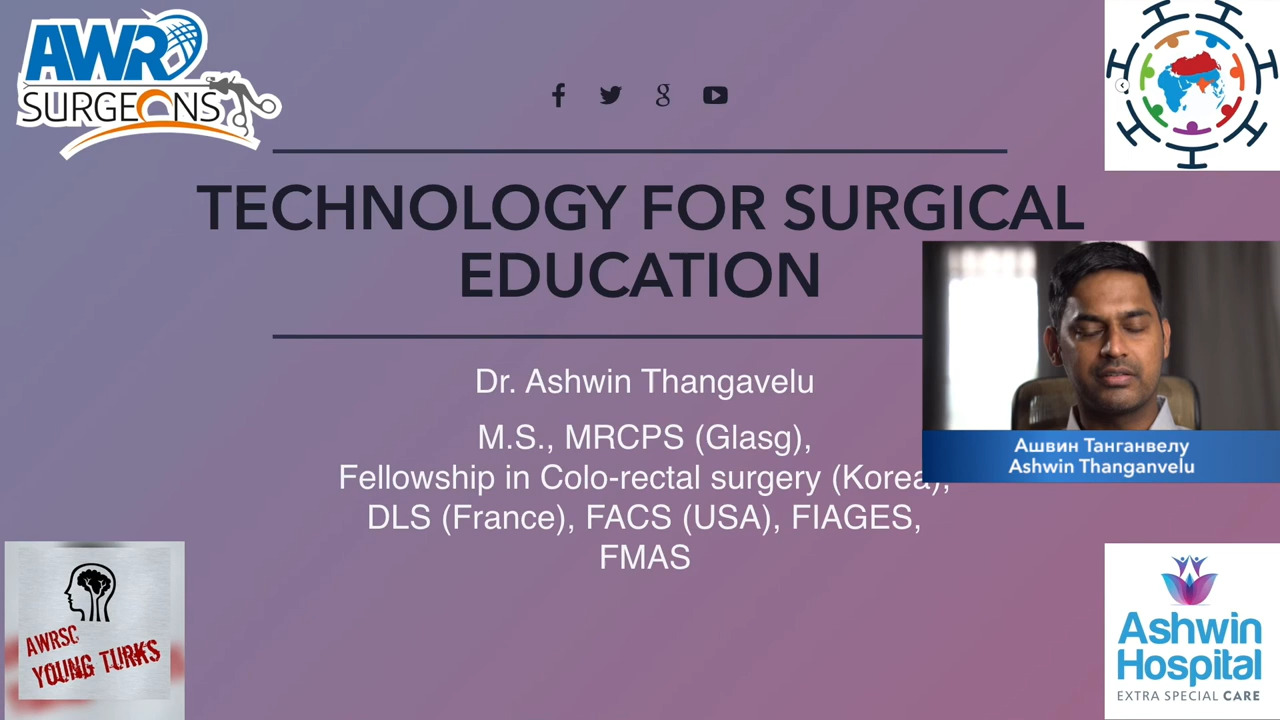 AWR
SURGEONS
TECHNOLOGY FOR SURGICAL
EDUCATION
Dr. Ashwin Thangavelu
M.S., MRCPS (Glasg),
Fellowship in Colo-rectal surgery (Korea),
DLS (France), FACS (USA), FIAGES,
FMAS
Ашвин Танганвелу
Ashwin Thanganvelu
AWRSC
YOUNG TURKS
Ashwin
Hospital
EXTRA SPECIAL CARE